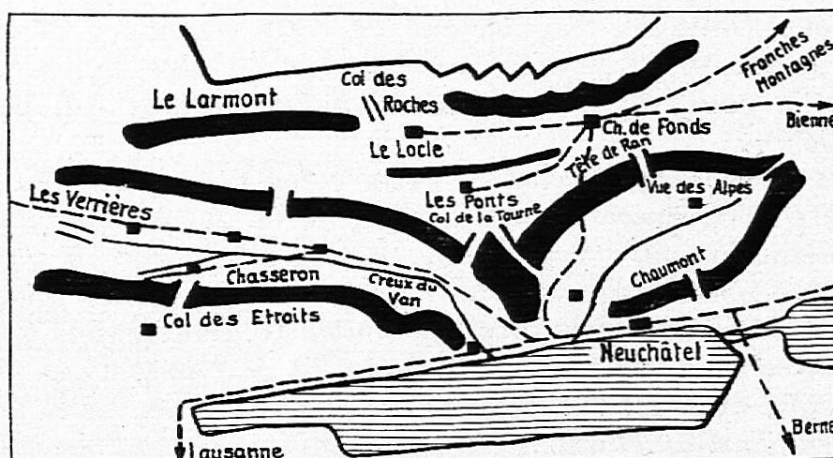 Franches
Montagnes
Col des
Roches
Le Larmont
Ch. de Fonds
Bienne
Le Locle
Tête de Ran
Les Verrières
Les Ponts
Col de la Tourne
Vue des Alpes
Chasseron
Creux du
Van
Chaumont
Col des Etroits
Neuchâtel
Lausanne
Berne